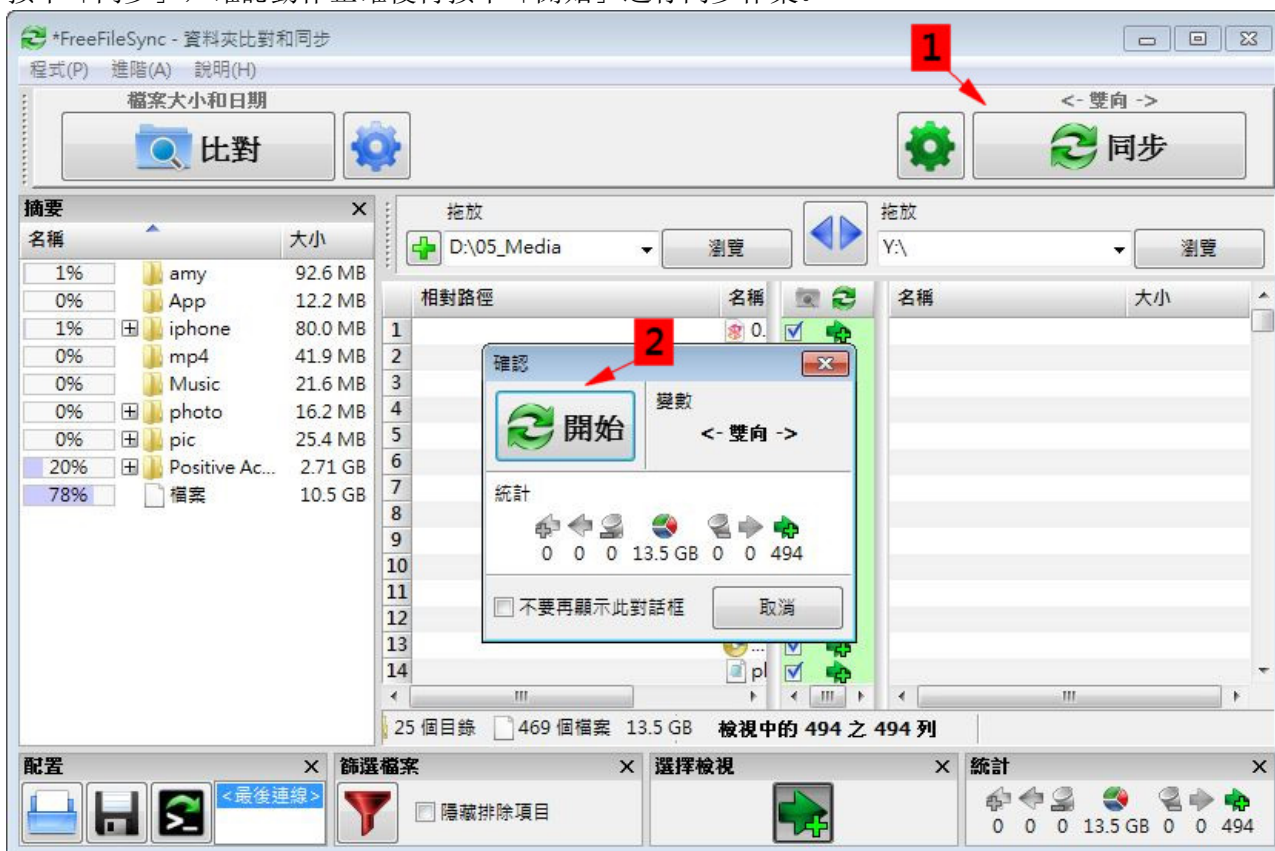 *FreeFileSync - 資料夾比對和同步
程式(P) 進階(A) 說明(H)
1
檔案大小和日期
<- 雙向 ->
比對
同步
摘要
名稱 大小
1% amy 92.6 MB
0% App 12.2 MB
1% iphone 80.0 MB
0% mp4 41.9 MB
0% Music 21.6 MB
0% photo 16.2 MB
0% pic 25.4 MB
20% Positive Ac... 2.71 GB
78% 檔案 10.5 GB
拖放
D:\05_Media
瀏覽
拖放
Y:\
瀏覽
相對路徑 名稱
名稱 大小
1 0.
2
3
4
5
6
7
8
9
10
11
12
13 ...
14 pl
2
確認
開始
變數
<- 雙向 ->
統計
0 0 0 13.5 GB 0 0 494
不要再顯示此對話框
取消
25 個目錄 469 個檔案 13.5 GB 檢視中的 494 之 494 列
配置
<最後連線>
篩選檔案
隱藏排除項目
選擇檢視
統計
0 0 0 13.5 GB 0 0 494